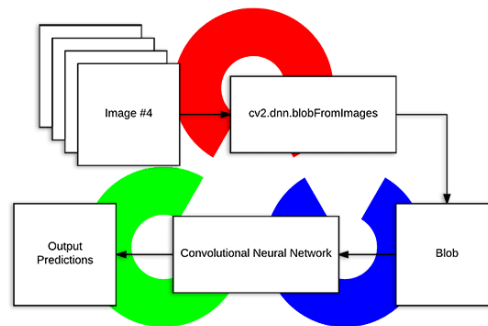 Image #4
cv2.dnn.blobFromImages
Output
Predictions
Convolutional Neural Network
Blob